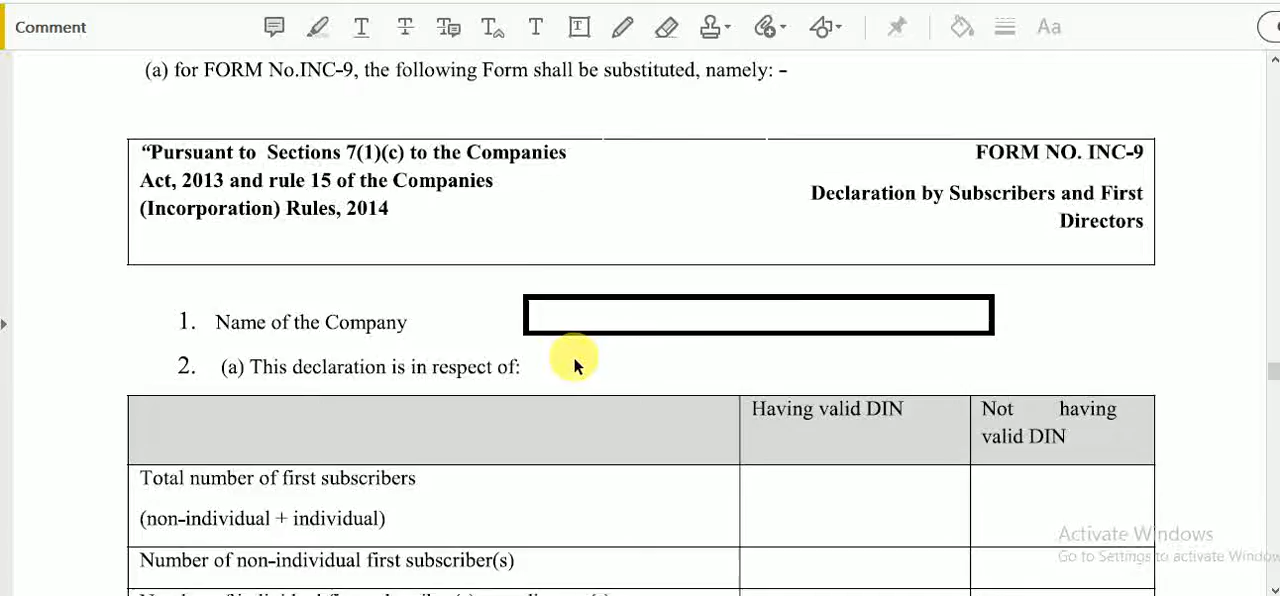 Comment
(a) for FORM No.INC-9, the following Form shall be substituted, namely: –
“Pursuant to Sections 7(1)(c) to the Companies
Act, 2013 and rule 15 of the Companies
(Incorporation) Rules, 2014
FORM NO. INC-9
Declaration by Subscribers and First
Directors
1. Name of the Company
2. (a) This declaration is in respect of:
Having valid DIN
Not having
valid DIN
Total number of first subscribers
(non-individual + individual)
Number of non-individual first subscriber(s)
Activate Windows
Go to Settings to activate Window